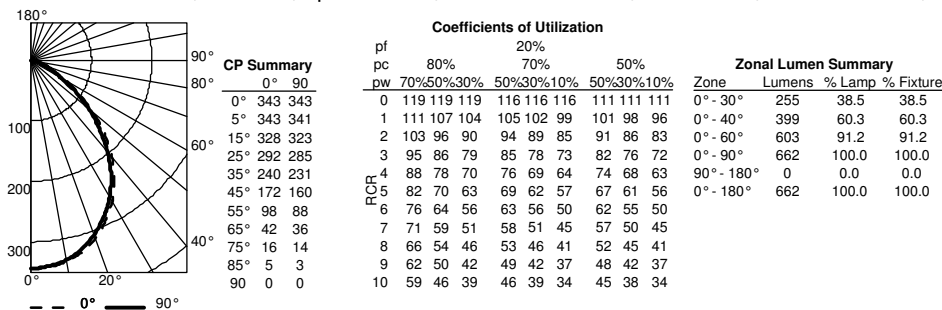 180°
90°
80°
60°
40°
100
200
300
0° 20°
0° 90°
CP Summary
0° 90
0° 343 343
5° 343 341
15° 328 323
25° 292 285
35° 240 231
45° 172 160
55° 98 88
65° 42 36
75° 16 14
85° 5 3
90 0 0
Coefficients of Utilization
pf 20%
pc 80% 70% 50%
pw 70%50%30% 50%30%10% 50%30%10%
RCR
0 119 119 119 116 116 116 111 111 111
1 111 107 104 105 102 99 101 98 96
2 103 96 90 94 89 85 91 86 83
3 95 86 79 85 78 73 82 76 72
4 88 78 70 76 69 64 74 68 63
5 82 70 63 69 62 57 67 61 56
6 76 64 56 63 56 50 62 55 50
7 71 59 51 58 51 45 57 50 45
8 66 54 46 53 46 41 52 45 41
9 62 50 42 49 42 37 48 42 37
10 59 46 39 46 39 34 45 38 34
Zonal Lumen Summary
Zone Lumens % Lamp % Fixture
0° - 30° 255 38.5 38.5
0° - 40° 399 60.3 60.3
0° - 60° 603 91.2 91.2
0° - 90° 662 100.0 100.0
90° - 180° 0 0.0 0.0
0° - 180° 662 100.0 100.0